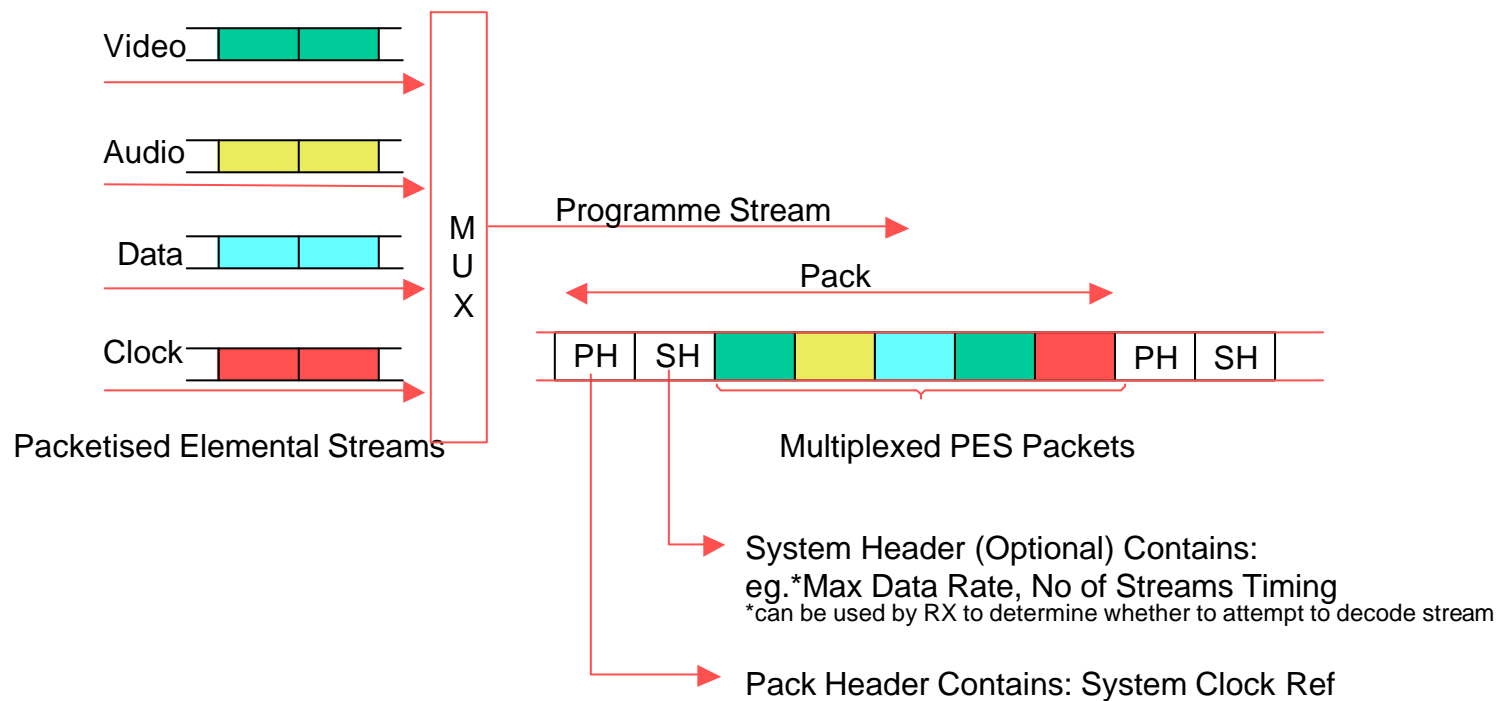 Video
Audio
Data
Clock
M
U
X
Packetised Elemental Streams
Programme Stream
Pack
PH SH PH SH
Multiplexed PES Packets
System Header (Optional) Contains:
eg.*Max Data Rate, No of Streams Timing
*can be used by RX to determine whether to attempt to decode stream
Pack Header Contains: System Clock Ref